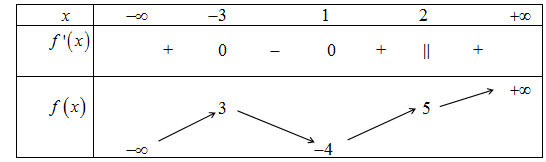 x −∞ −3 1 2 +∞
f'(x) + 0 − 0 + || +
+∞
f(x) 3 5
−∞ −4